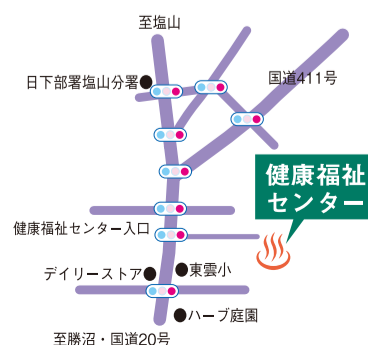 至塩山
日下部署塩山分署
国道411号
健康福祉
センター
健康福祉センター入口
デイリーストア
東雲小
ハーブ庭園
至勝沼・国道20号